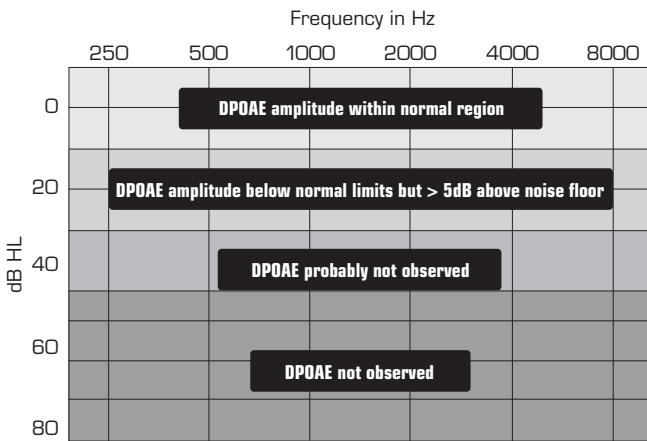 Frequency in Hz
250 500 1000 2000 4000 8000
0
DPOAE amplitude within normal region
20
DPOAE amplitude below normal limits but > 5dB above noise floor
dB HL
40
DPOAE probably not observed
60
DPOAE not observed
80